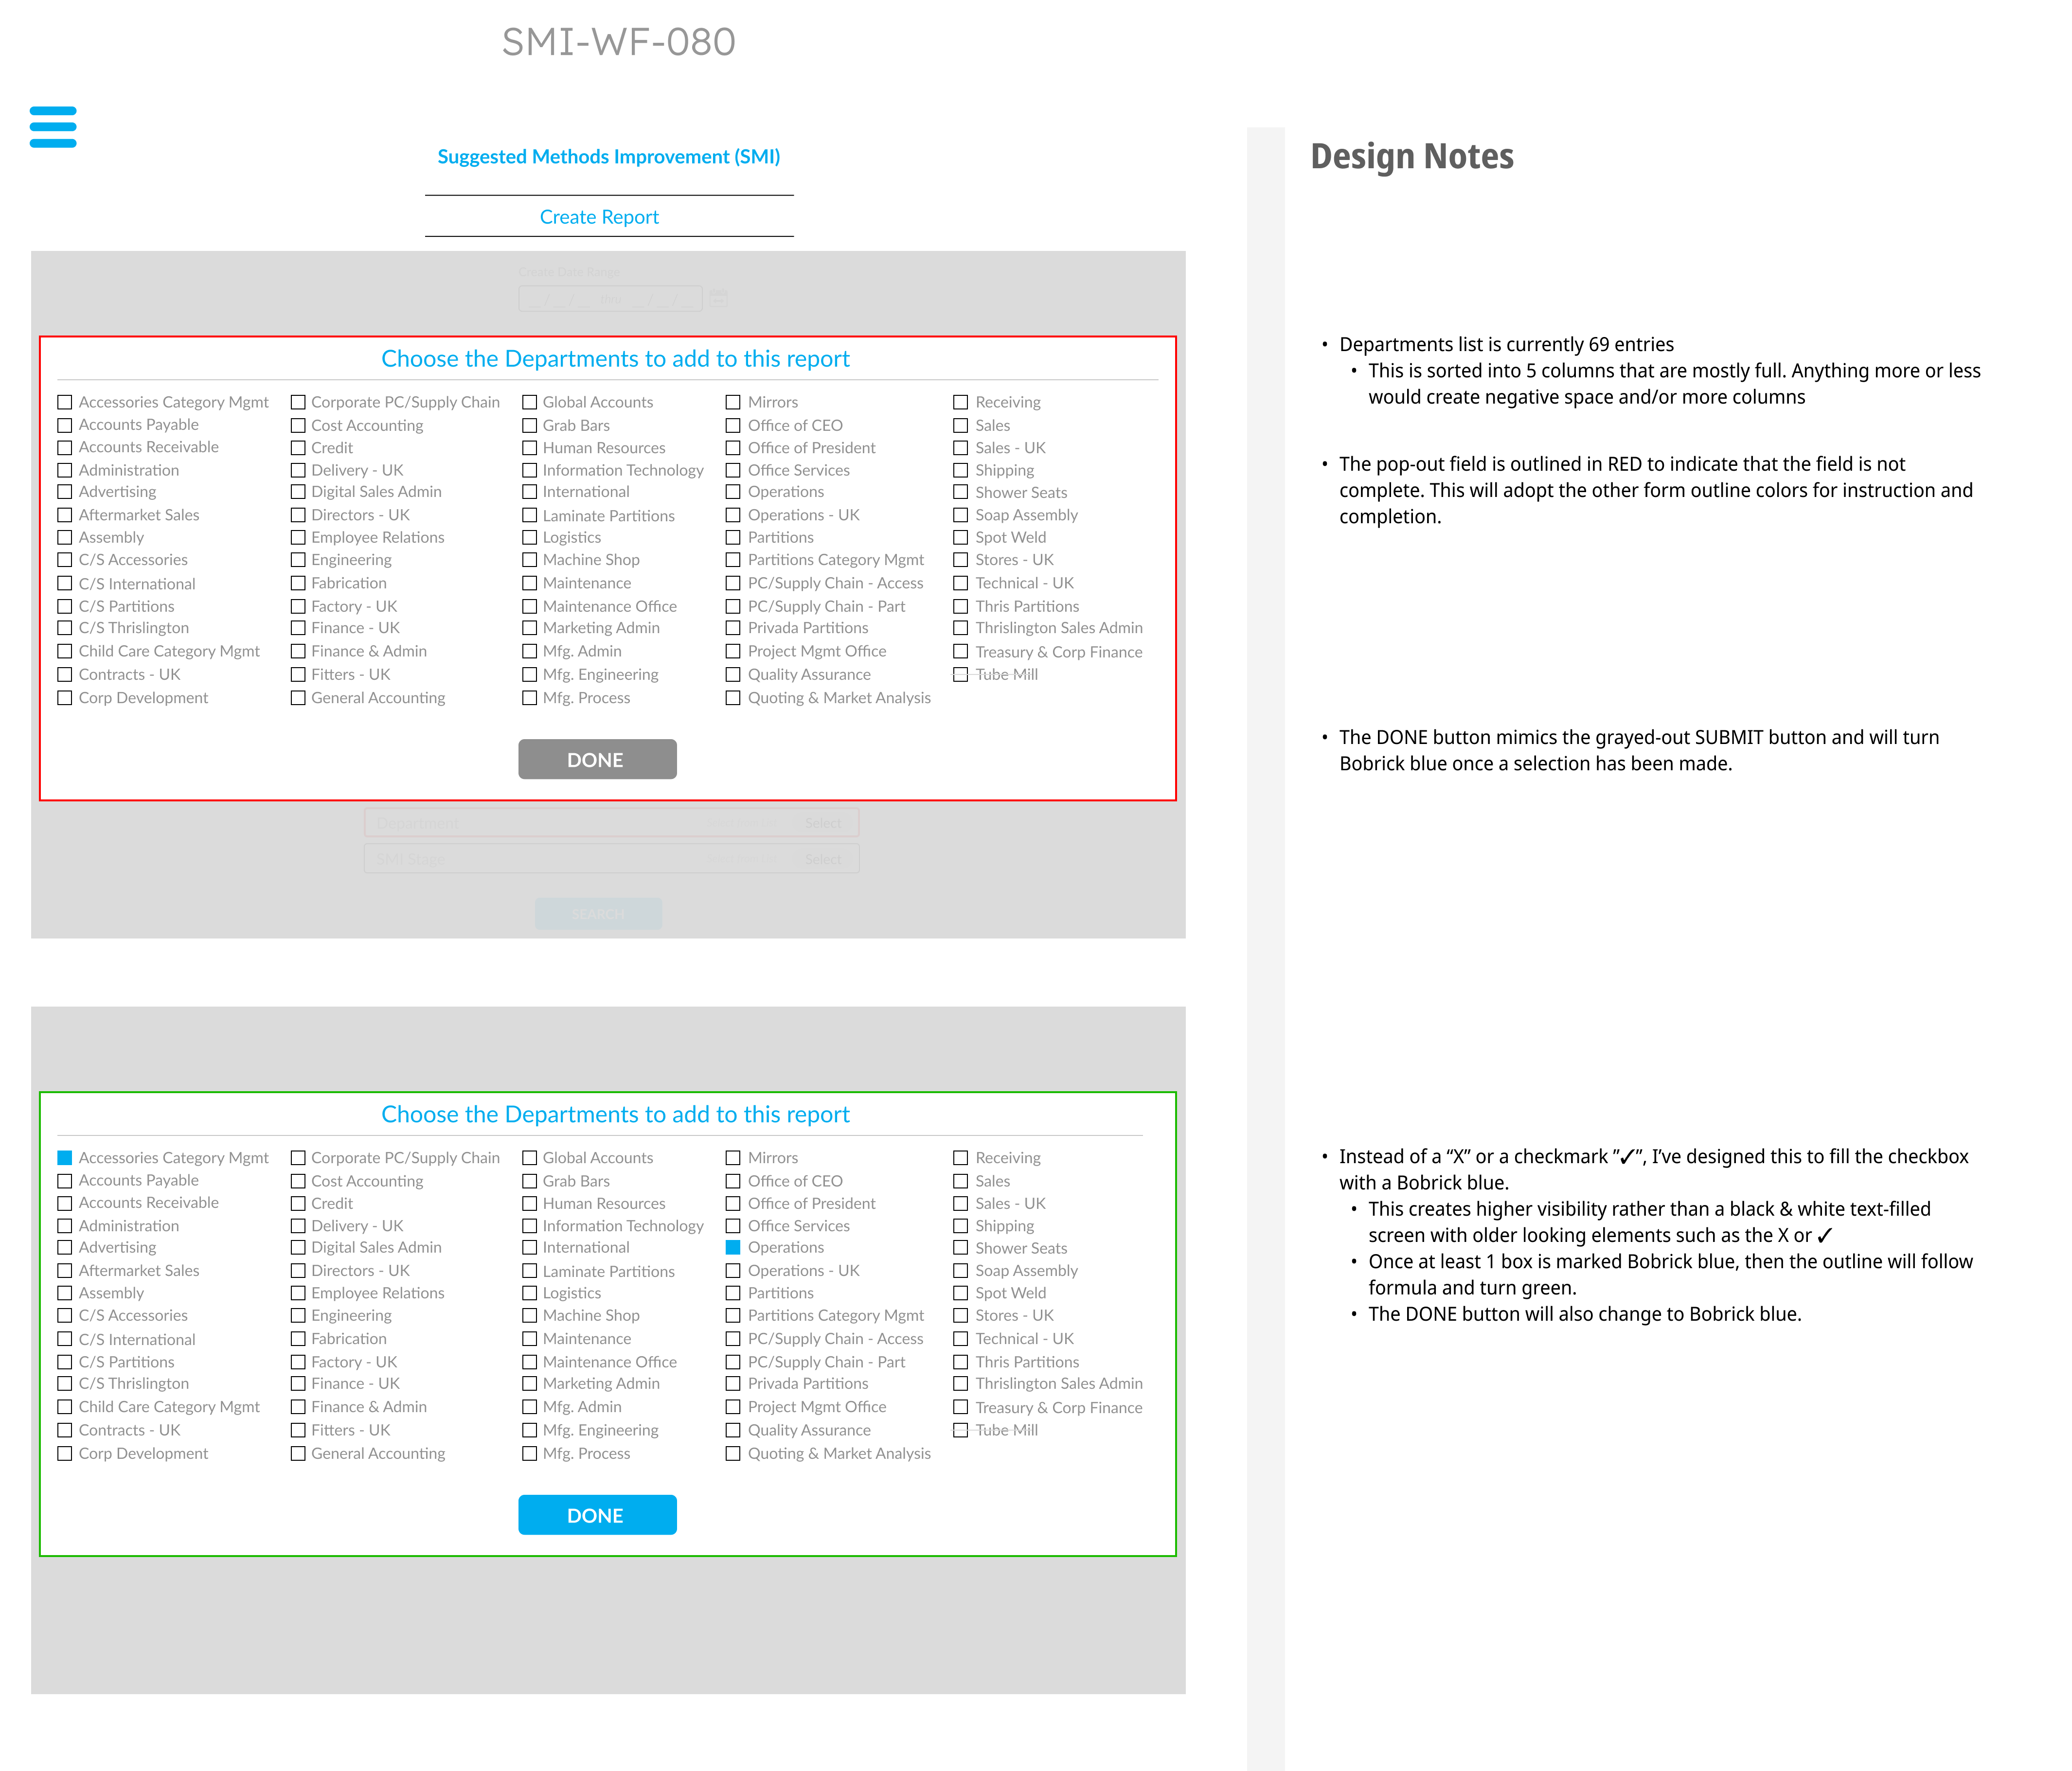 SMI-WF-080
Suggested Methods Improvement (SMI)
Create Report
Create Date Range
__/__/__ thru __/__/__
Choose the Departments to add to this report
Accessories Category Mgmt
Accounts Payable
Accounts Receivable
Administration
Advertising
Aftermarket Sales
Assembly
C/S Accessories
C/S International
C/S Partitions
C/S Thrislington
Child Care Category Mgmt
Contracts - UK
Corp Development
Corporate PC/Supply Chain
Cost Accounting
Credit
Delivery - UK
Digital Sales Admin
Directors - UK
Employee Relations
Engineering
Fabrication
Factory - UK
Finance - UK
Finance & Admin
Fitters - UK
General Accounting
Global Accounts
Grab Bars
Human Resources
Information Technology
International
Laminate Partitions
Logistics
Machine Shop
Maintenance
Maintenance Office
Marketing Admin
Mfg. Admin
Mfg. Engineering
Mfg. Process
Mirrors
Office of CEO
Office of President
Office Services
Operations
Operations - UK
Partitions
Partitions Category Mgmt
PC/Supply Chain - Access
PC/Supply Chain - Part
Privada Partitions
Project Mgmt Office
Quality Assurance
Quoting & Market Analysis
Receiving
Sales
Sales - UK
Shipping
Shower Seats
Soap Assembly
Spot Weld
Stores - UK
Technical - UK
Thris Partitions
Thrislington Sales Admin
Treasury & Corp Finance
Tube Mill
DONE
Department Select
SMI Stage Select
SEARCH
Choose the Departments to add to this report
Accessories Category Mgmt
Accounts Payable
Accounts Receivable
Administration
Advertising
Aftermarket Sales
Assembly
C/S Accessories
C/S International
C/S Partitions
C/S Thrislington
Child Care Category Mgmt
Contracts - UK
Corp Development
Corporate PC/Supply Chain
Cost Accounting
Credit
Delivery - UK
Digital Sales Admin
Directors - UK
Employee Relations
Engineering
Fabrication
Factory - UK
Finance - UK
Finance & Admin
Fitters - UK
General Accounting
Global Accounts
Grab Bars
Human Resources
Information Technology
International
Laminate Partitions
Logistics
Machine Shop
Maintenance
Maintenance Office
Marketing Admin
Mfg. Admin
Mfg. Engineering
Mfg. Process
Mirrors
Office of CEO
Office of President
Office Services
Operations
Operations - UK
Partitions
Partitions Category Mgmt
PC/Supply Chain - Access
PC/Supply Chain - Part
Privada Partitions
Project Mgmt Office
Quality Assurance
Quoting & Market Analysis
Receiving
Sales
Sales - UK
Shipping
Shower Seats
Soap Assembly
Spot Weld
Stores - UK
Technical - UK
Thris Partitions
Thrislington Sales Admin
Treasury & Corp Finance
Tube Mill
DONE
Design Notes
• Departments list is currently 69 entries
• This is sorted into 5 columns that are mostly full. Anything more or less
would create negative space and/or more columns
• The pop-out field is outlined in RED to indicate that the field is not
complete. This will adopt the other form outline colors for instruction and
completion.
• The DONE button mimics the grayed-out SUBMIT button and will turn
Bobrick blue once a selection has been made.
• Instead of a “X” or a checkmark ”✓”, I’ve designed this to fill the checkbox
with a Bobrick blue.
• This creates higher visibility rather than a black & white text-filled
screen with older looking elements such as the X or ✓
• Once at least 1 box is marked Bobrick blue, then the outline will follow
formula and turn green.
• The DONE button will also change to Bobrick blue.